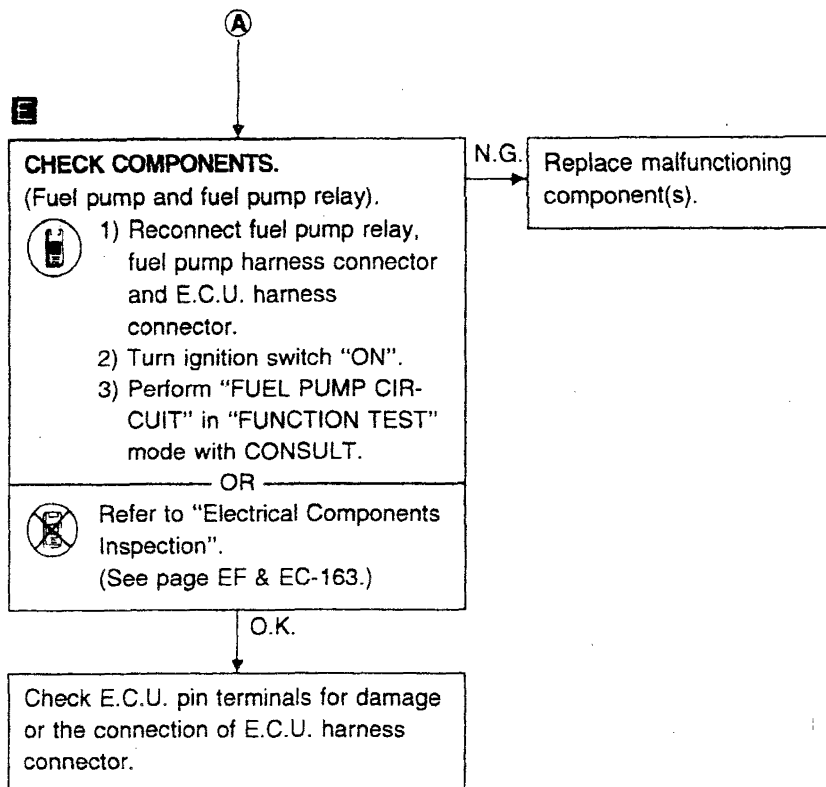 A
E
CHECK COMPONENTS.
(Fuel pump and fuel pump relay).
1) Reconnect fuel pump relay,
fuel pump harness connector
and E.C.U. harness
connector.
2) Turn ignition switch “ON”.
3) Perform “FUEL PUMP CIR-
CUIT” in “FUNCTION TEST”
mode with CONSULT.
OR
Refer to “Electrical Components
Inspection”.
(See page EF & EC-163.)
N.G.
Replace malfunctioning
component(s).
O.K.
Check E.C.U. pin terminals for damage
or the connection of E.C.U. harness
connector.